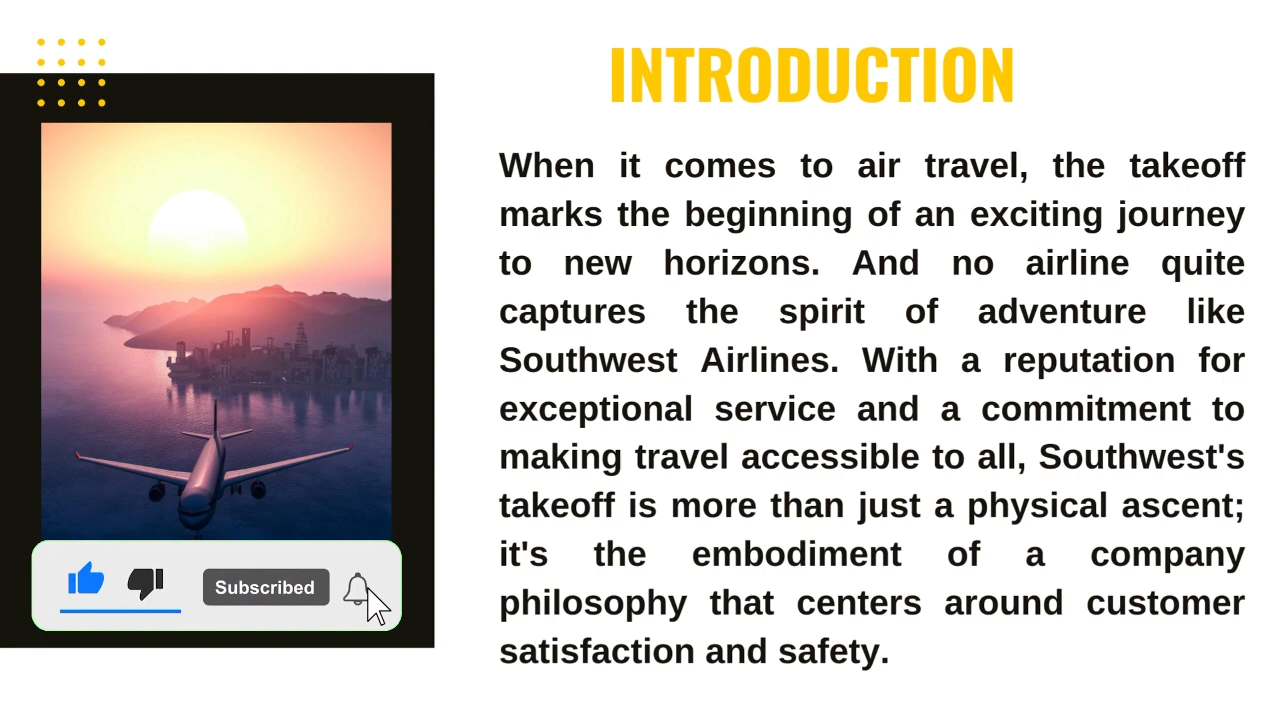 INTRODUCTION
When it comes to air travel, the takeoff
marks the beginning of an exciting journey
to new horizons. And no airline quite
captures the spirit of adventure like
Southwest Airlines. With a reputation for
exceptional service and a commitment to
making travel accessible to all, Southwest's
takeoff is more than just a physical ascent;
it's the embodiment of a company
philosophy that centers around customer
satisfaction and safety.
Subscribed